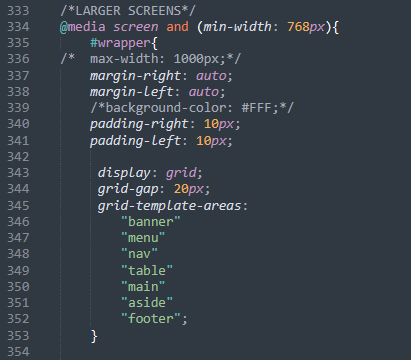 333 /*LARGER SCREENS*/
334 @media screen and (min-width: 768px){
335 #wrapper{
336 /* max-width: 1000px;*/
337 margin-right: auto;
338 margin-left: auto;
339 /*background-color: #FFF;*/
340 padding-right: 10px;
341 padding-left: 10px;
342
343 display: grid;
344 grid-gap: 20px;
345 grid-template-areas:
346 "banner"
347 "menu"
348 "nav"
349 "table"
350 "main"
351 "aside"
352 "footer";
353 }
354